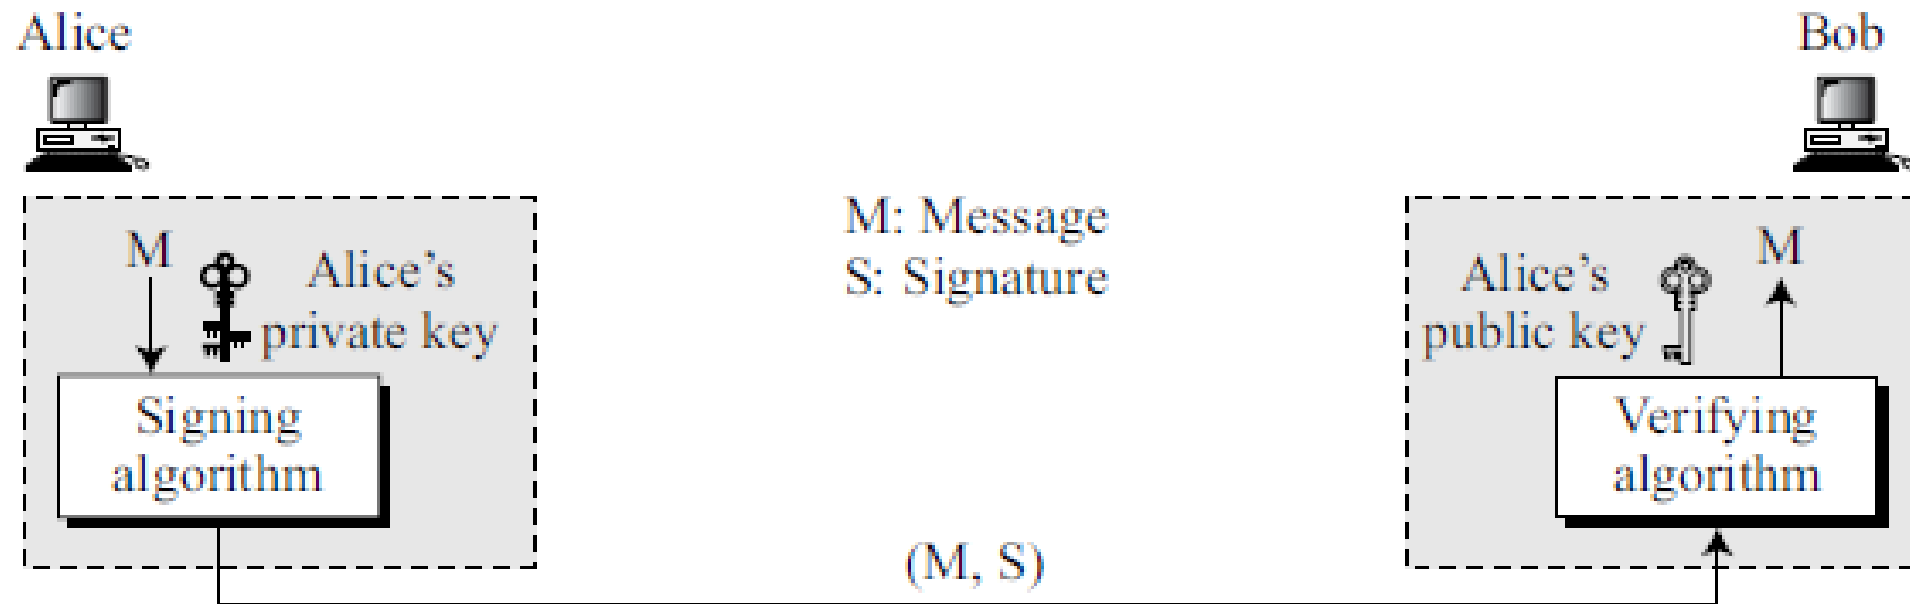 Alice
Bob
M
Alice’s
private key
Signing
algorithm
M: Message
S: Signature
(M, S)
Alice’s
public key
M
Verifying
algorithm